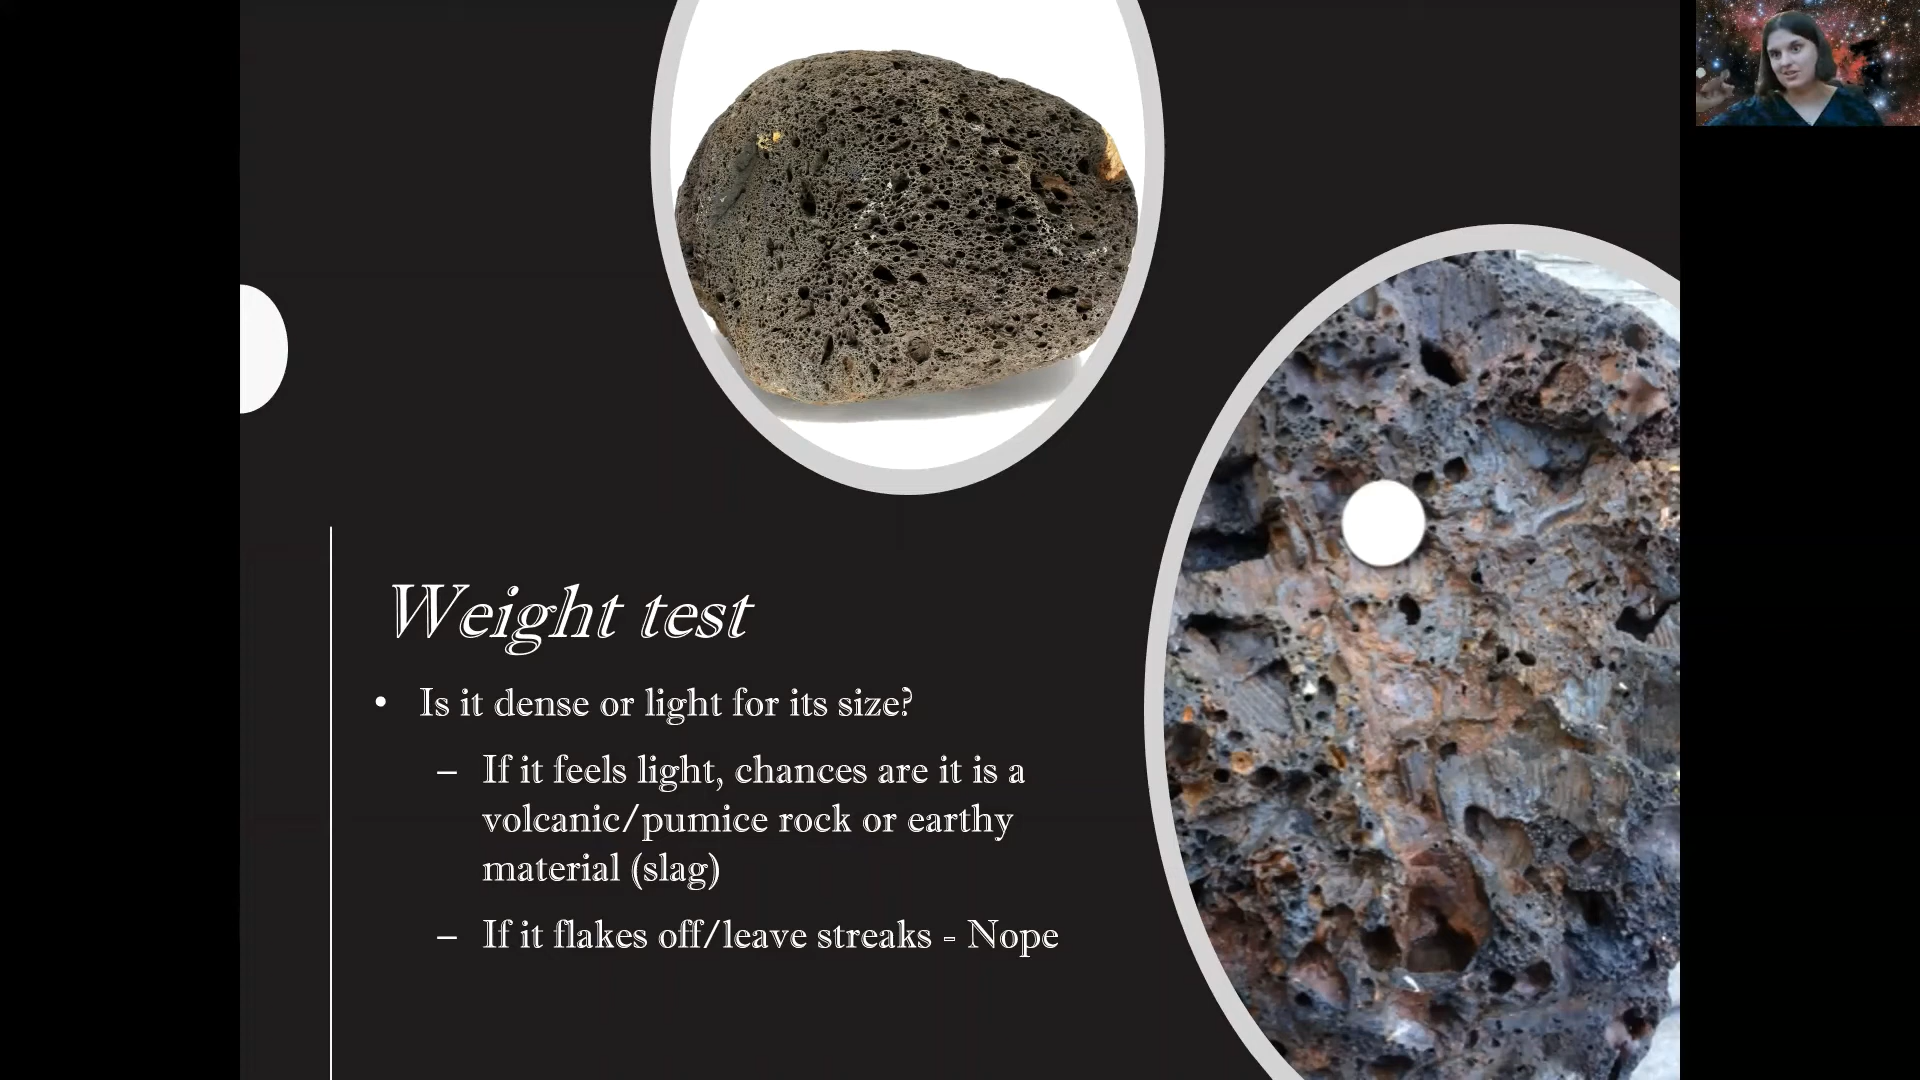 Weight test
• Is it dense or light for its size?
– If it feels light, chances are it is a
volcanic/pumice rock or earthy
material (slag)
– If it flakes off/leave streaks - Nope